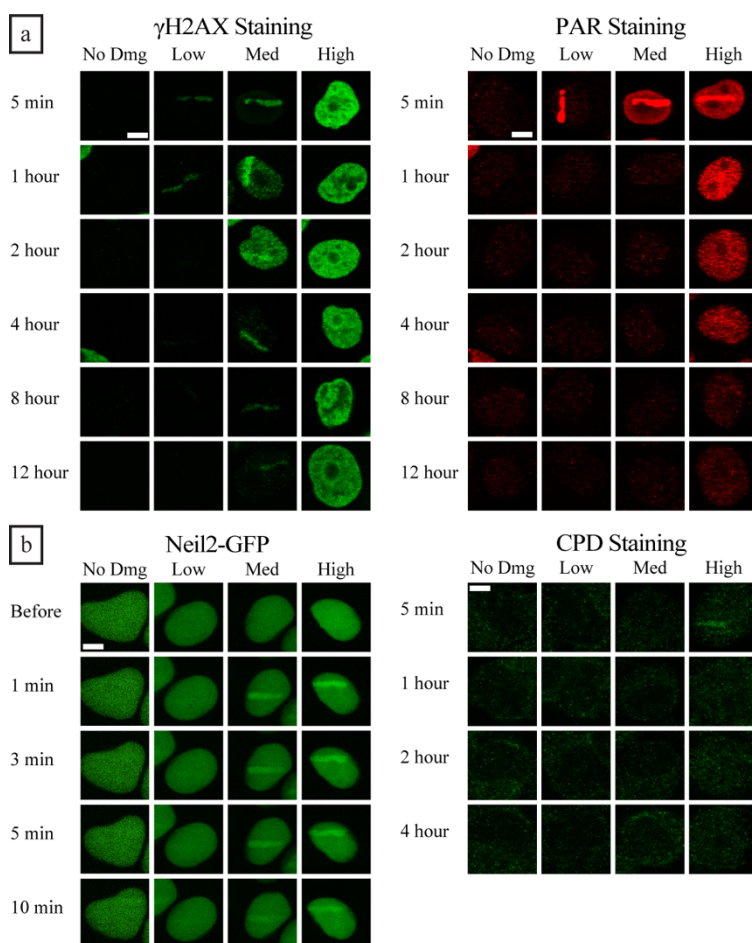 a
γH2AX Staining
No Dmg Low Med High
5 min
1 hour
2 hour
4 hour
8 hour
12 hour
PAR Staining
No Dmg Low Med High
5 min
1 hour
2 hour
4 hour
8 hour
12 hour
b
Neil2-GFP
No Dmg Low Med High
Before
1 min
3 min
5 min
10 min
CPD Staining
No Dmg Low Med High
5 min
1 hour
2 hour
4 hour